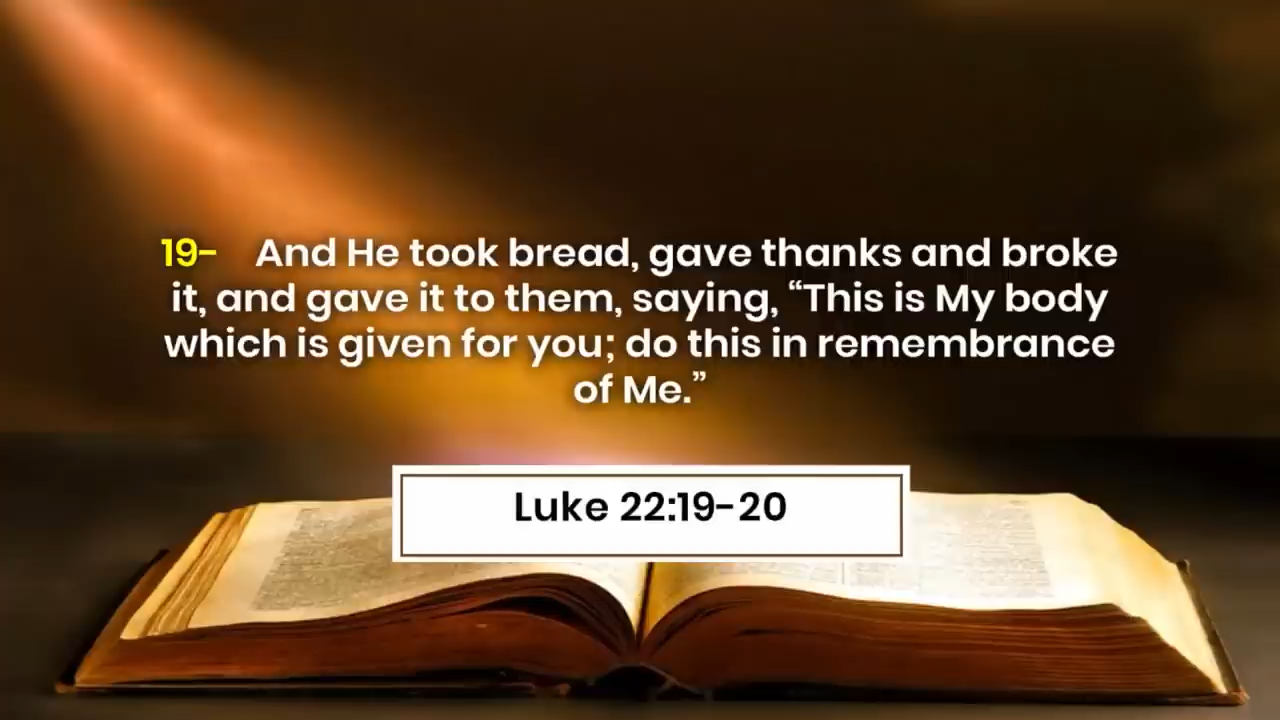 19- And He took bread, gave thanks and broke
it, and gave it to them, saying, “This is My body
which is given for you; do this in remembrance
of Me.”
Luke 22:19-20